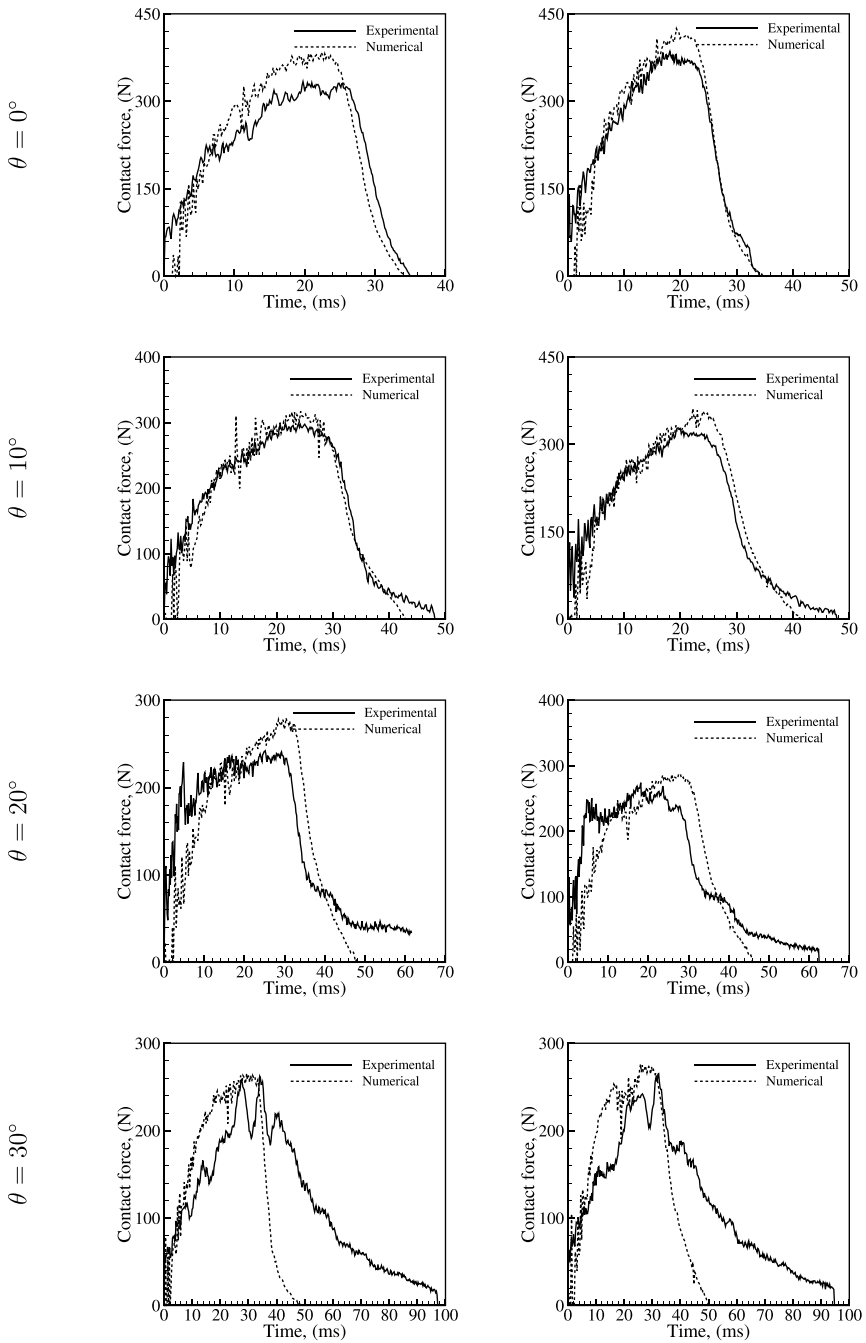 θ = 0°
450
300
150
0
Contact force, (N)
Experimental
Numerical
0 10 20 30 40
Time, (ms)
450
300
150
0
Contact force, (N)
Experimental
Numerical
0 10 20 30 40 50
Time, (ms)
θ = 10°
400
300
200
100
0
Contact force, (N)
Experimental
Numerical
0 10 20 30 40 50
Time, (ms)
450
300
150
0
Contact force, (N)
Experimental
Numerical
0 10 20 30 40 50
Time, (ms)
θ = 20°
300
200
100
0
Contact force, (N)
Experimental
Numerical
0 10 20 30 40 50 60 70
Time, (ms)
400
300
200
100
0
Contact force, (N)
Experimental
Numerical
0 10 20 30 40 50 60 70
Time, (ms)
θ = 30°
300
200
100
0
Contact force, (N)
Experimental
Numerical
0 10 20 30 40 50 60 70 80 90 100
Time, (ms)
300
200
100
0
Contact force, (N)
Experimental
Numerical
0 10 20 30 40 50 60 70 80 90 100
Time, (ms)